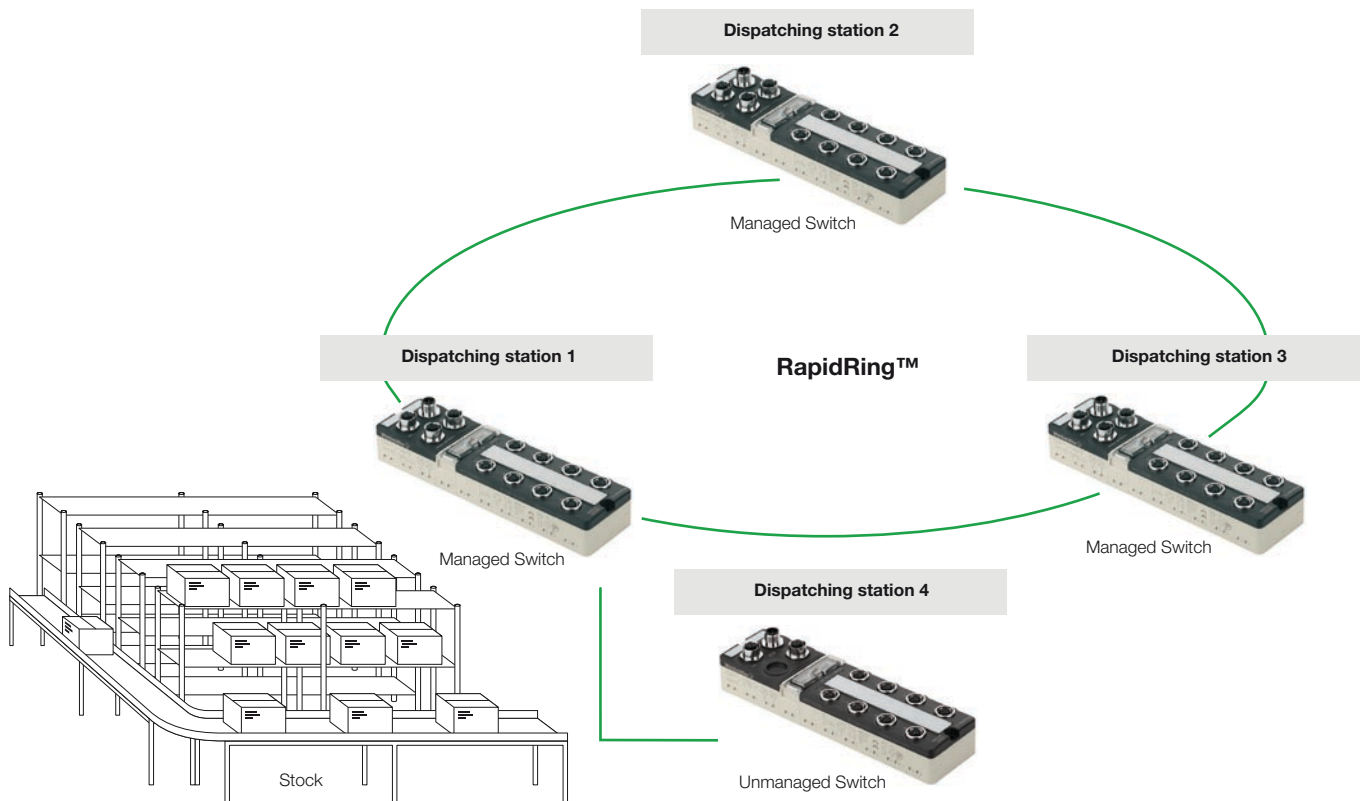 Dispatching station 2
Managed Switch
Dispatching station 1
RapidRing™
Dispatching station 3
Managed Switch
Managed Switch
Dispatching station 4
Stock
Unmanaged Switch